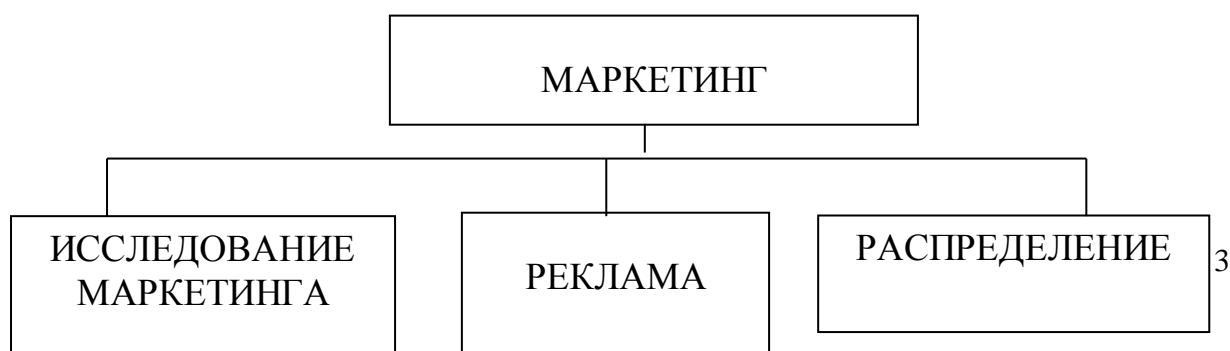 МАРКЕТИНГ
ИССЛЕДОВАНИЕ
МАРКЕТИНГА
РЕКЛАМА
РАСПРЕДЕЛЕНИЕ
3